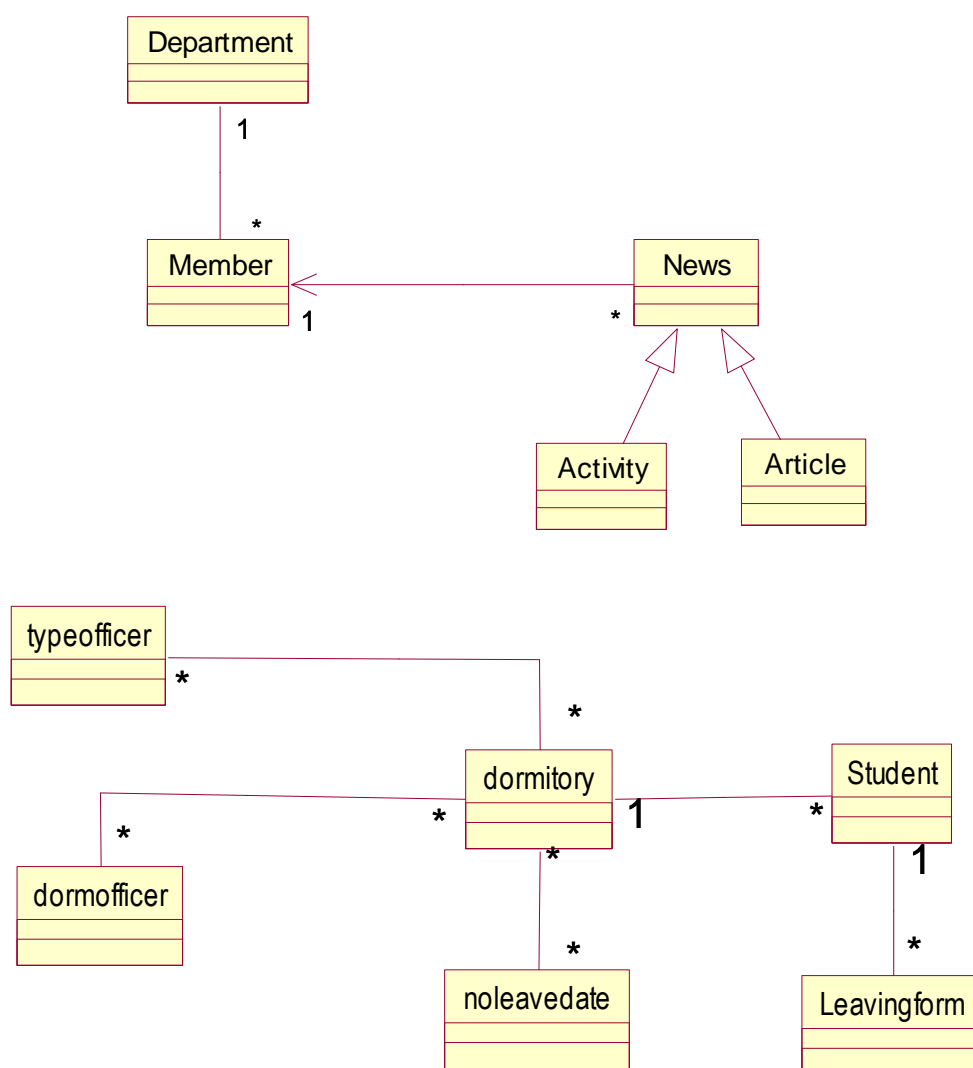 Department
1
*
Member
1
News
*
Activity
Article
typeofficer
*
*
dormitory
1
*
Student
1
*
*
dormofficer
*
*
noleavedate
*
Leavingform